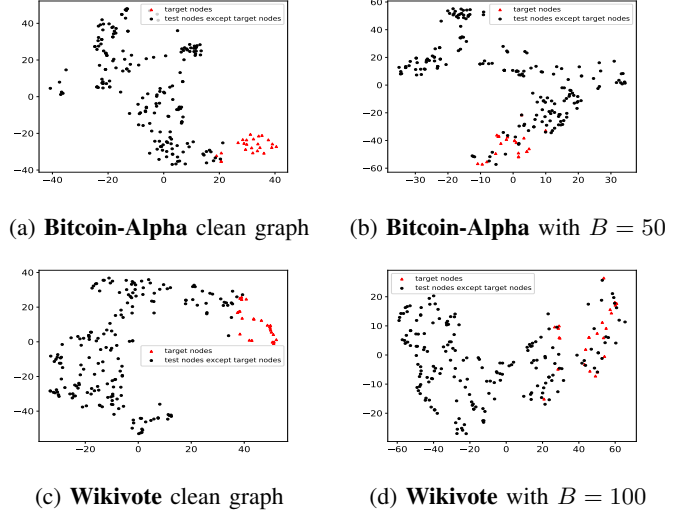 target nodes
test nodes except target nodes
40
20
0
−20
−40
−40 −20 0 20 40
(a) Bitcoin-Alpha clean graph
target nodes
test nodes except target nodes
60
40
20
0
−20
−40
−60
−30 −20 −10 0 10 20 30
(b) Bitcoin-Alpha with B = 50
40
20
0
−20
−40
target nodes
test nodes except target nodes
−20 0 20 40
(c) Wikivote clean graph
target nodes
test nodes except target nodes
20
10
0
−10
−20
−60 −40 −20 0 20 40 60
(d) Wikivote with B = 100